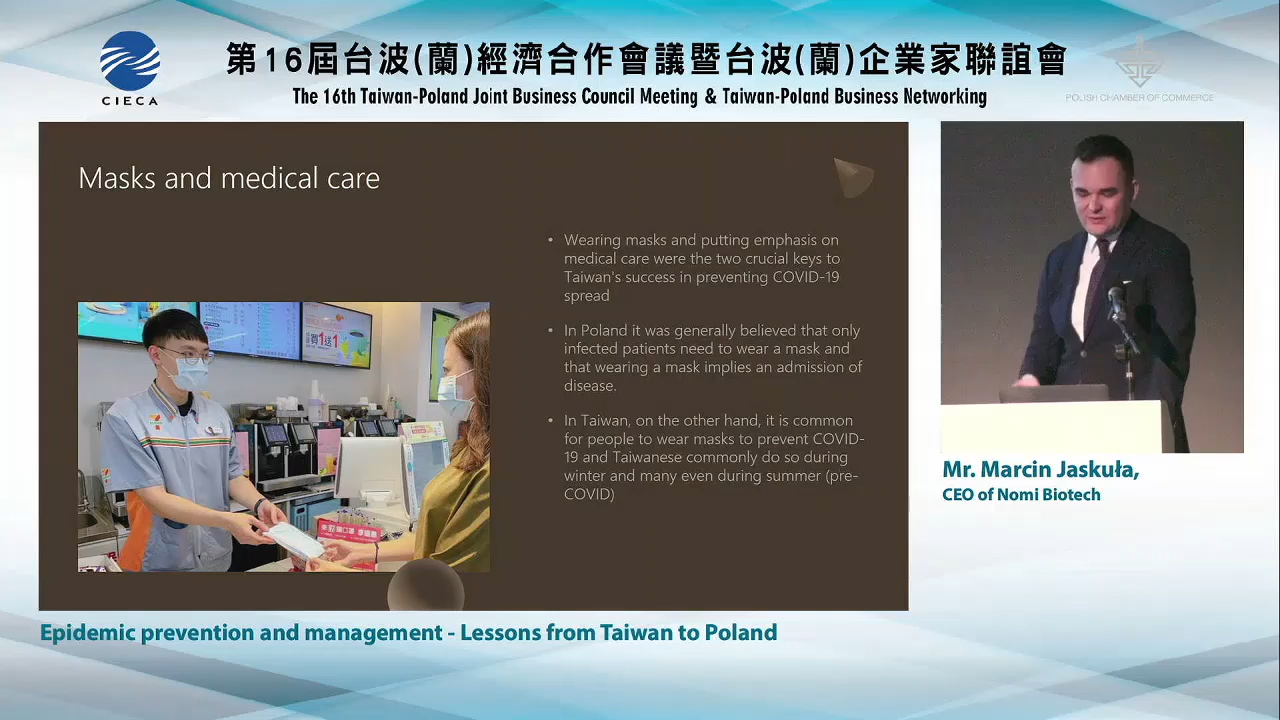 第16屆台波(蘭)經濟合作會議暨台波(蘭)企業家聯誼會
CIECA
The 16th Taiwan-Poland Joint Business Council Meeting & Taiwan-Poland Business Networking
POLISH CHAMBER OF COMMERCE
Masks and medical care
• Wearing masks and putting emphasis on
medical care were the two crucial keys to
Taiwan's success in preventing COVID-19
spread
• In Poland it was generally believed that only
infected patients need to wear a mask and
that wearing a mask implies an admission of
disease.
• In Taiwan, on the other hand, it is common
for people to wear masks to prevent COVID-
19 and Taiwanese commonly do so during
winter and many even during summer (pre-
COVID)
買1送1
Mr. Marcin Jaskuła,
CEO of Nomi Biotech
Epidemic prevention and management - Lessons from Taiwan to Poland